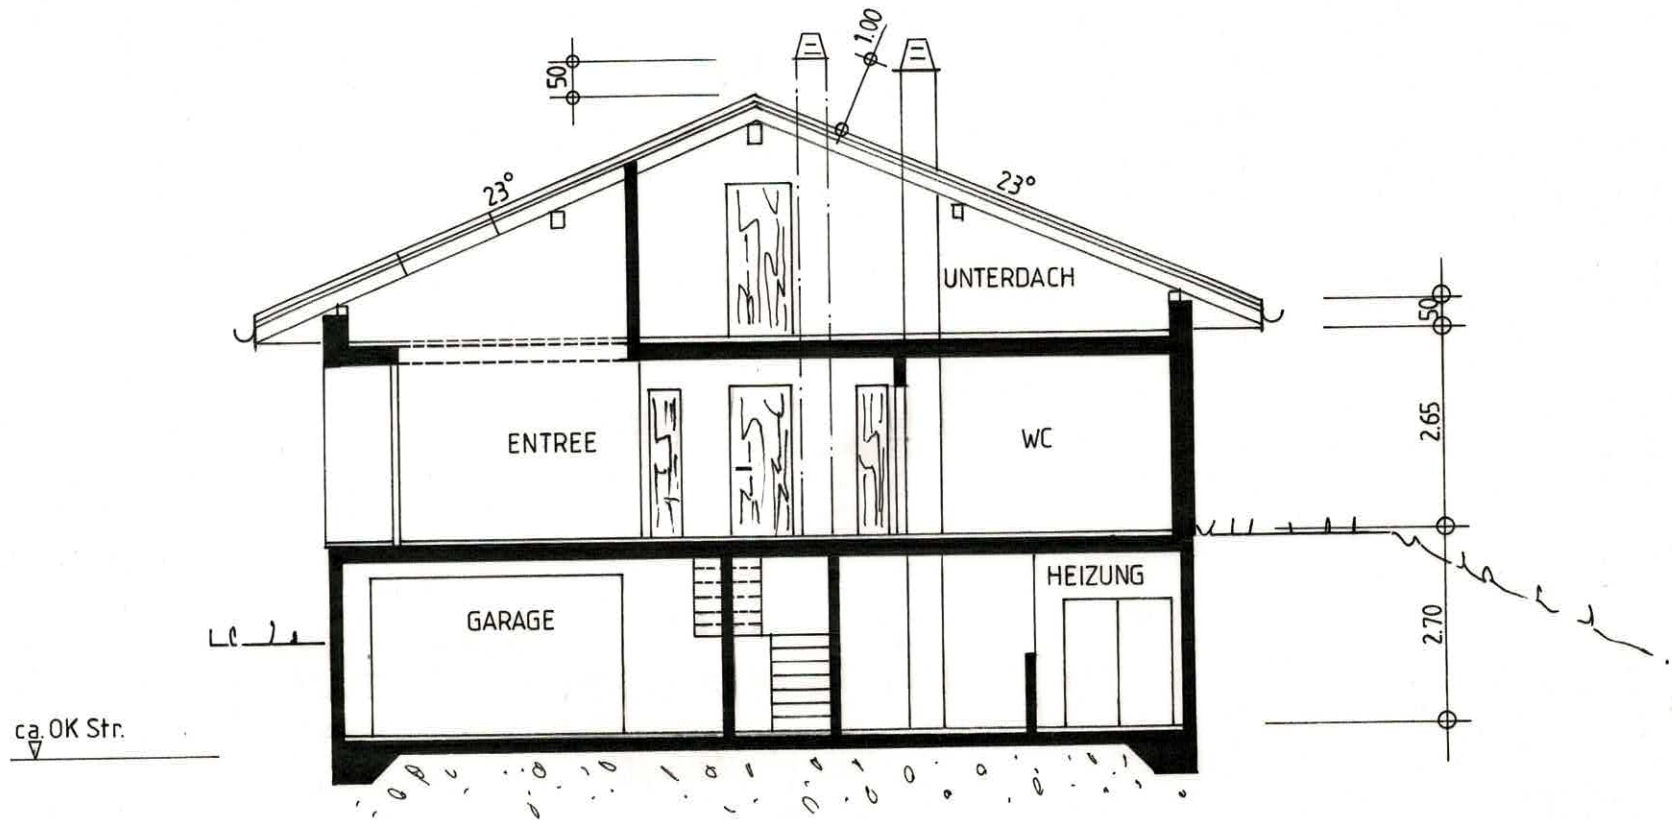 1.00
50
23°
23°
UNTERDACH
50
ENTREE
WC
2.65
HEIZUNG
GARAGE
2.70
ca. OK Str.